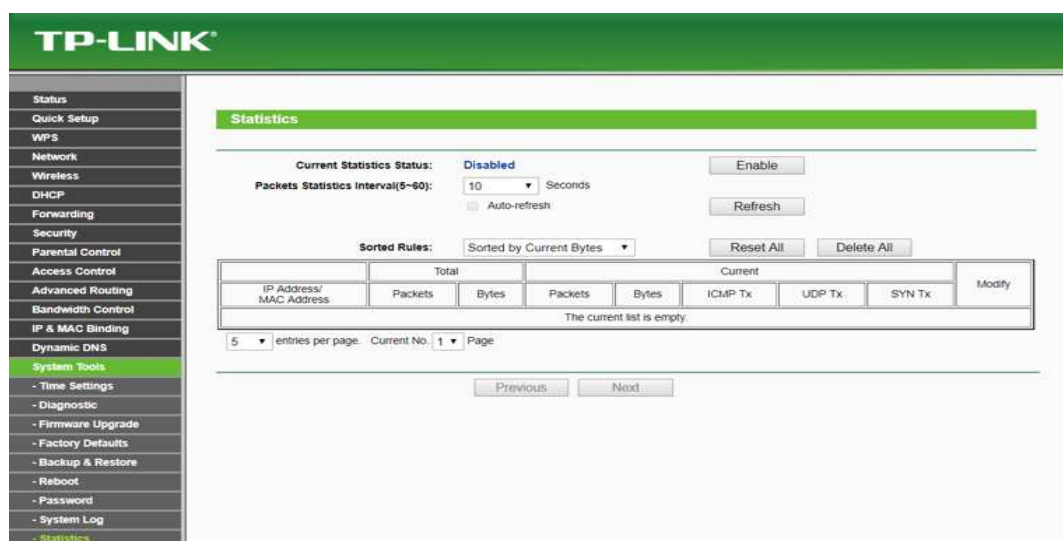 TP-LINK®
Status
Quick Setup
WPS
Network
Wireless
DHCP
Forwarding
Security
Parental Control
Access Control
Advanced Routing
Bandwidth Control
IP & MAC Binding
Dynamic DNS
System Tools
- Time Settings
- Diagnostic
- Firmware Upgrade
- Factory Defaults
- Backup & Restore
- Reboot
- Password
- System Log
- Statistics
Statistics
Current Statistics Status: Disabled Enable
Packets Statistics Interval(5~60): 10 Seconds
Auto-refresh Refresh
Sorted Rules: Sorted by Current Bytes Reset All Delete All
Total Current Modify
IP Address/
MAC Address Packets Bytes Packets Bytes ICMP Tx UDP Tx SYN Tx
The current list is empty.
5 entries per page. Current No. 1 Page
Previous Next